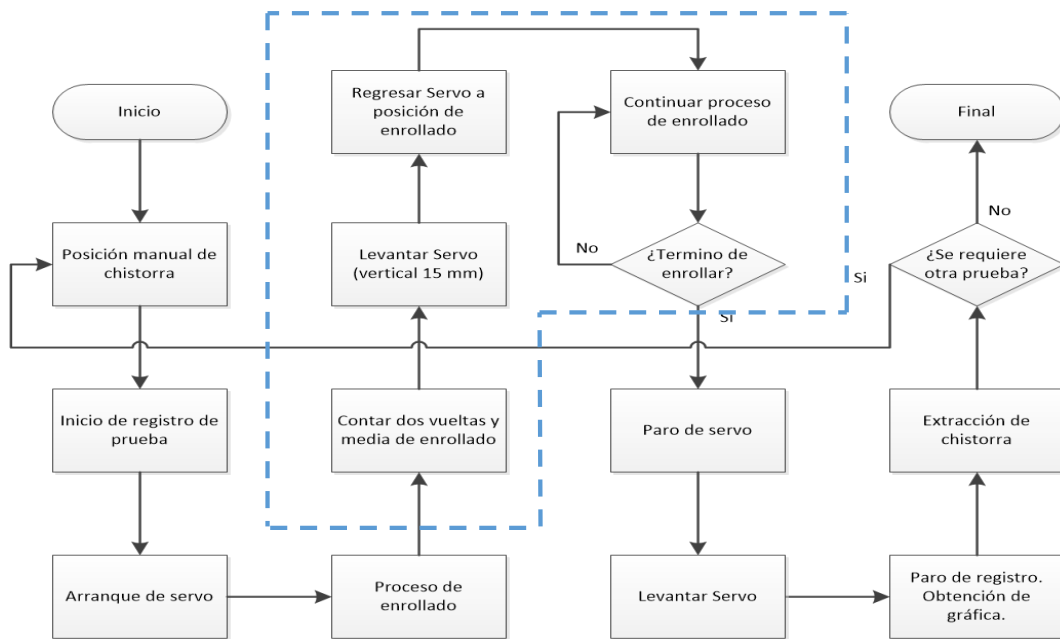 Inicio
Posición manual de
chistorra
Inicio de registro de
prueba
Arranque de servo
Proceso de
enrollado
Contar dos vueltas y
media de enrollado
Levantar Servo
(vertical 15 mm)
Regresar Servo a
posición de
enrollado
Continuar proceso
de enrollado
¿Termino de
enrollar?
No
Si
Paro de servo
Levantar Servo
Paro de registro.
Obtención de
gráfica.
Extracción de
chistorra
¿Se requiere
otra prueba?
Si
No
Final